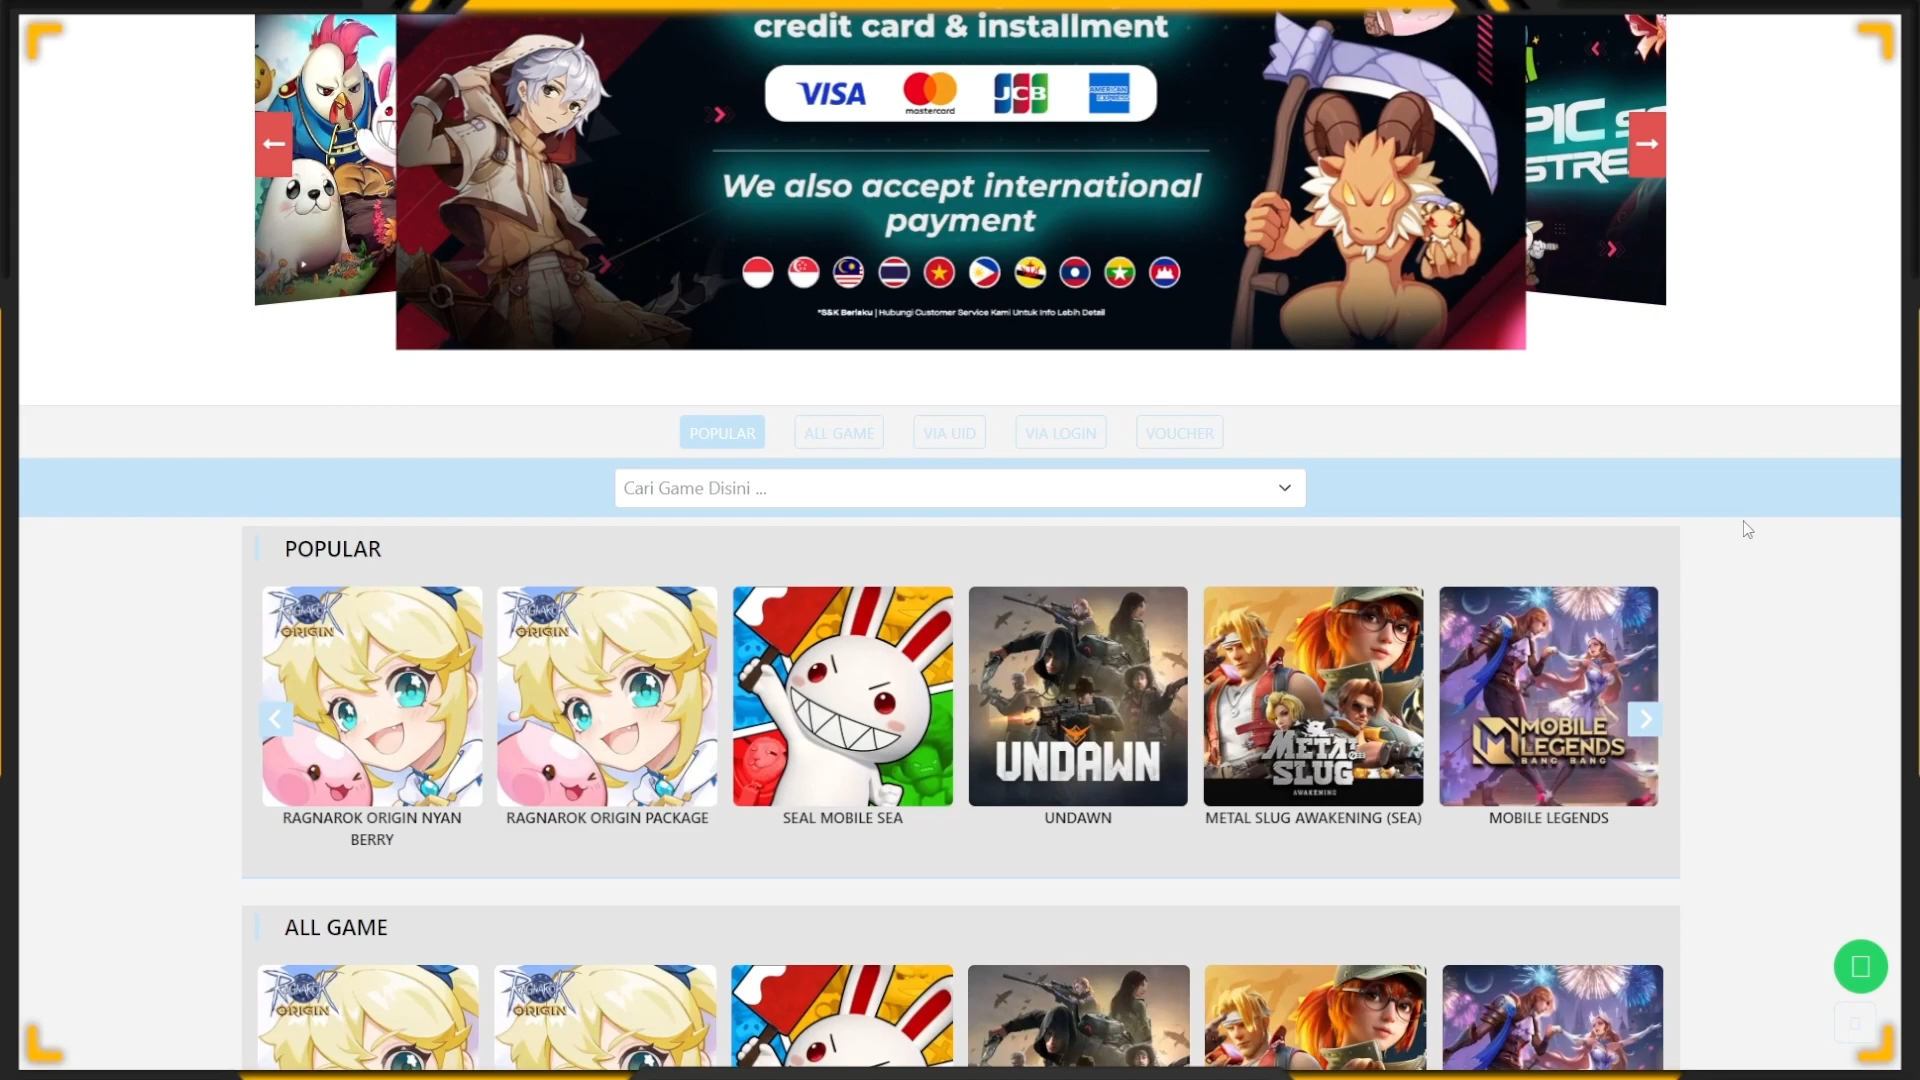 credit card & installment
VISA
mastercard
JCB
AMERICAN EXPRESS
We also accept international
payment
*S&K Berlaku | Hubungi Customer Service Kami Untuk Info Lebih Detail
POPULAR
ALL GAME
VIA UID
VIA LOGIN
VOUCHER
Cari Game Disini ...
POPULAR
RAGNAROK
ORIGIN
RAGNAROK
ORIGIN
UNDAWN
METAL
SLUG
AWAKENING
MOBILE
LEGENDS
BANG BANG
RAGNAROK ORIGIN NYAN
BERRY
RAGNAROK ORIGIN PACKAGE
SEAL MOBILE SEA
UNDAWN
METAL SLUG AWAKENING (SEA)
MOBILE LEGENDS
ALL GAME
RAGNAROK
ORIGIN
RAGNAROK
ORIGIN